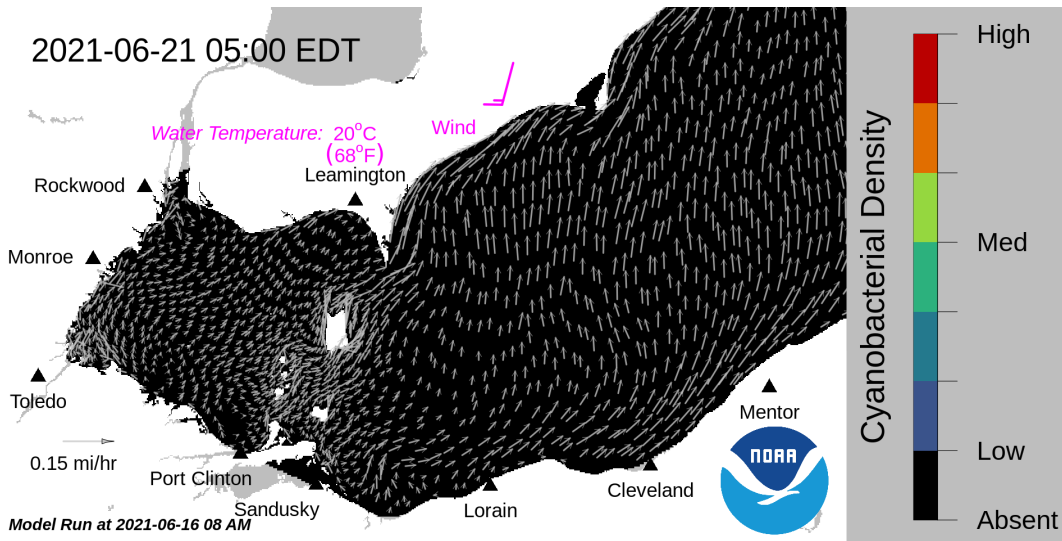 2021-06-21 05:00 EDT
High
Wind
Water Temperature: 20°C
(68°F)
Leamington
Rockwood
Monroe
Med
Cyanobacterial Density
Toledo
Mentor
0.15 mi/hr
NOAA
Port Clinton
Low
Cleveland
Sandusky
Lorain
Model Run at 2021-06-16 08 AM
Absent